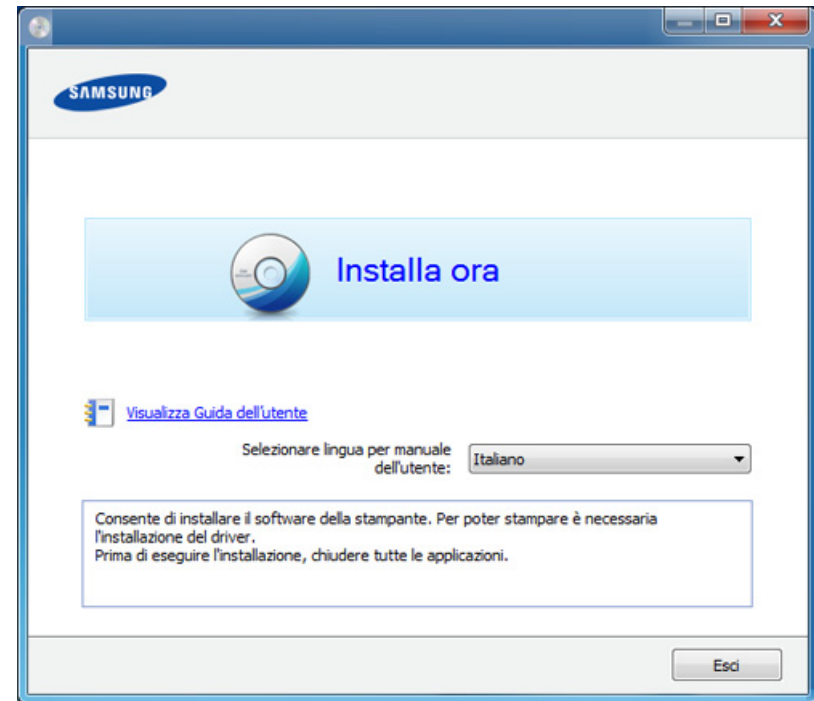 SAMSUNG
Installa ora
Visualizza Guida dell'utente
Selezionare lingua per manuale
dell'utente:
Italiano
Consente di installare il software della stampante. Per poter stampare è necessaria
l'installazione del driver.
Prima di eseguire l'installazione, chiudere tutte le applicazioni.
Esci